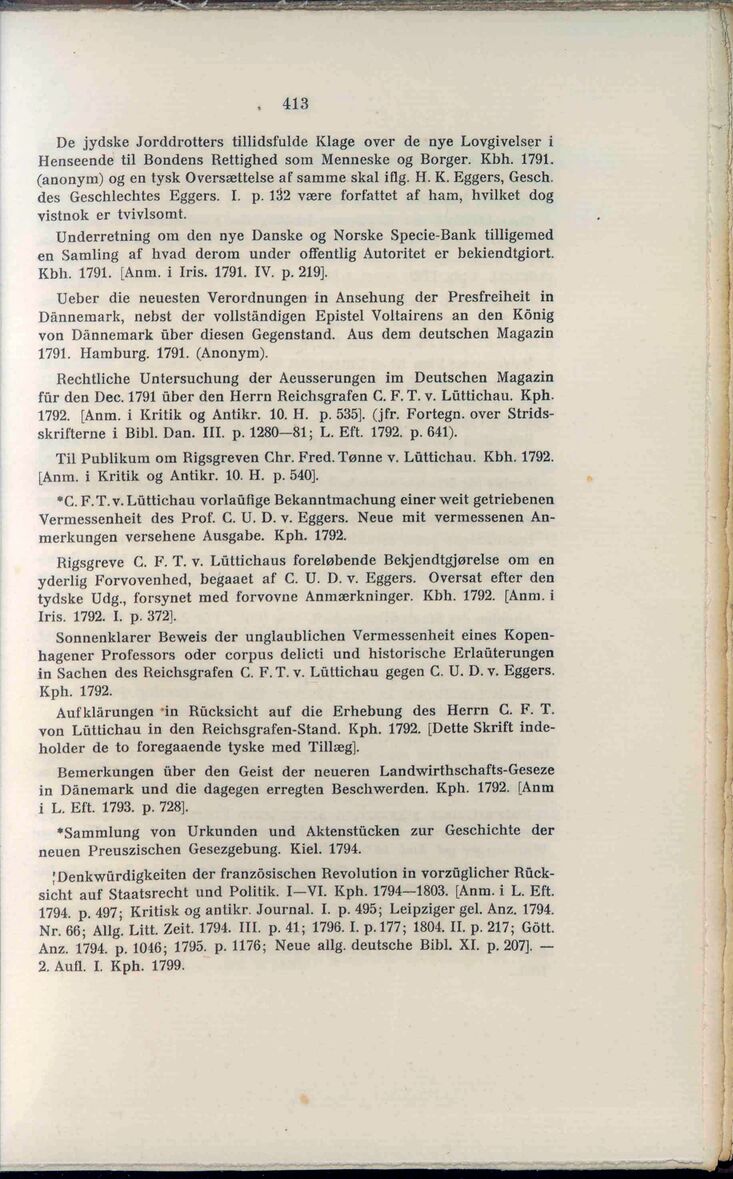 413
De jydske Jorddrotters tillidsfulde Klage over de nye Lovgivelser i
Henseende til Bondens Rettighed som Menneske og Borger. Kbh. 1791.
(anonym) og en tysk Oversættelse af samme skal iflg. H. K. Eggers, Gesch.
des Geschlechtes Eggers. I. p. 132 være forfattet af ham, hvilket dog
vistnok er tvivlsomt.
Underretning om den nye Danske og Norske Specie-Bank tilligemed
en Samling af hvad derom under offentlig Autoritet er bekiendtgiort.
Kbh. 1791. [Anm. i Iris. 1791. IV. p. 219].
Ueber die neuesten Verordnungen in Ansehung der Presfreiheit in
Dännemark, nebst der vollständigen Epistel Voltairens an den König
von Dännemark über diesen Gegenstand. Aus dem deutschen Magazin
1791. Hamburg. 1791. (Anonym).
Rechtliche Untersuchung der Aeusserungen im Deutschen Magazin
für den Dec. 1791 über den Herrn Reichsgrafen C. F. T. v. Lüttichau. Kph.
1792. [Anm. i Kritik og Antikr. 10. H. p. 535]. (jfr. Fortegn. over Strids-
skrifterne i Bibl. Dan. III. p. 1280—81; L. Eft. 1792. p. 641).
Til Publikum om Rigsgreven Chr. Fred. Tønne v. Lüttichau. Kbh. 1792.
[Anm. i Kritik og Antikr. 10. H. p. 540].
*C. F. T. v. Lüttichau vorlaüfige Bekanntmachung einer weit getriebenen
Vermessenheit des Prof. C. U. D. v. Eggers. Neue mit vermessenen An-
merkungen versehene Ausgabe. Kph. 1792.
Rigsgreve C. F. T. v. Lüttichaus foreløbende Bekjendtgjørelse om en
yderlig Forvovenhed, begaaet af C. U. D. v. Eggers. Oversat efter den
tydske Udg., forsynet med forvovne Anmærkninger. Kbh. 1792. [Anm. i
Iris. 1792. I. p. 372].
Sonnenklarer Beweis der unglaublichen Vermessenheit eines Kopen-
hagener Professors oder corpus delicti und historische Erlaüterungen
in Sachen des Reichsgrafen C. F. T. v. Lüttichau gegen C. U. D. v. Eggers.
Kph. 1792.
Aufklärungen in Rücksicht auf die Erhebung des Herrn C. F. T.
von Lüttichau in den Reichsgrafen-Stand. Kph. 1792. [Dette Skrift inde-
holder de to foregaaende tyske med Tillæg].
Bemerkungen über den Geist der neueren Landwirthschafts-Geseze
in Dänemark und die dagegen erregten Beschwerden. Kph. 1792. [Anm
i L. Eft. 1793. p. 728].
*Sammlung von Urkunden und Aktenstücken zur Geschichte der
neuen Preuszischen Gesezgebung. Kiel. 1794.
Denkwürdigkeiten der französischen Revolution in vorzüglicher Rück-
sicht auf Staatsrecht und Politik. I—VI. Kph. 1794—1803. [Anm. i L. Eft.
1794. p. 497; Kritisk og antikr. Journal. I. p. 495; Leipziger gel. Anz. 1794.
Nr. 66; Allg. Litt. Zeit. 1794. III. p. 41; 1796. I. p. 177; 1804. II. p. 217; Gött.
Anz. 1794. p. 1046; 1795. p. 1176; Neue allg. deutsche Bibl. XI. p. 207]. —
2. Aufl. I. Kph. 1799.